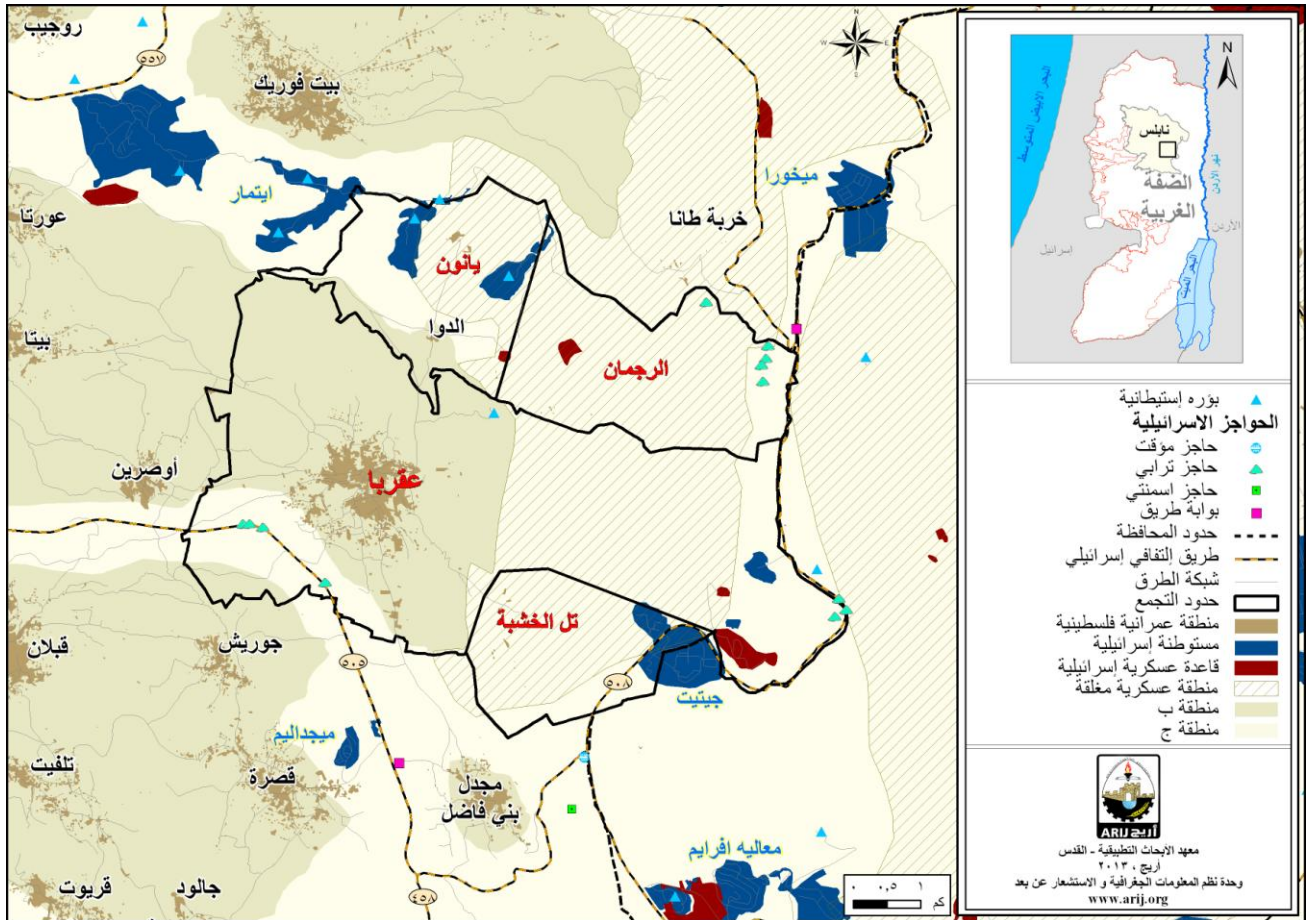 روجيب
٥٥٧
بيت فوريك
N
W
E
S
ايتمار
عورتا
ميخورا
خربة طانا
يانون
بيتا
الدوا
الرجمان
أوصرين
عقربا
تل الخشبة
قبلان
جوريش
٥٠٥
٥٠٨
جيتيت
ميجداليم
تلفيت
قصرة
مجدل
بني فاضل
معاليه افرايم
قريوت
جالود
٤٥٨
٠ ٠,٥ ١
كم
N
البحر الابيض المتوسط
نابلس
نهر الأردن
الضفة
الغربية
الأردن
إسرائيل
البحر الميت
بؤره إستيطانية
الحواجز الاسرائيلية
حاجز مؤقت
حاجز ترابي
حاجز اسمنتي
بوابة طريق
حدود المحافظة
طريق إلتفافي إسرائيلي
شبكة الطرق
حدود التجمع
منطقة عمرانية فلسطينية
مستوطنة إسرائيلية
قاعدة عسكرية إسرائيلية
منطقة عسكرية مغلقة
منطقة ب
منطقة ج
ARIJ أريج
معهد الابحاث التطبيقية - القدس
أريج ، ٢٠١٣
وحدة نظم المعلومات الجغرافية و الاستشعار عن بعد
www.arij.org